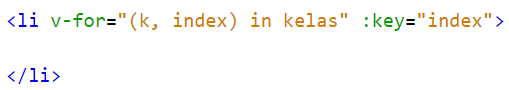 <li v-for="(k, index) in kelas" :key="index">
</li>